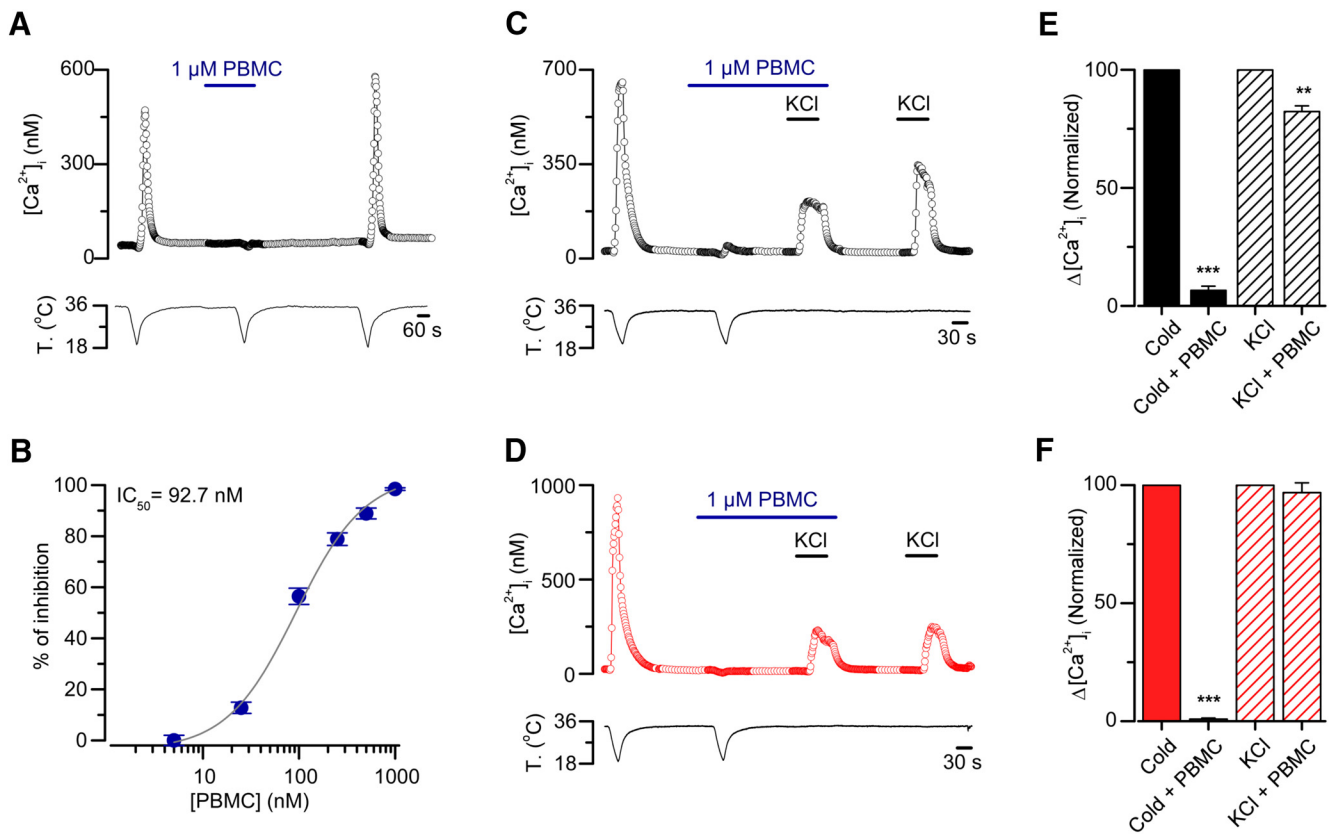 A
1 µM PBMC
600
300
0
[Ca2+]i (nM)
36
18
T. (oC)
60 s
B
IC50= 92.7 nM
100
80
60
40
20
0
% of inhibition
10
100
1000
[PBMC] (nM)
C
1 µM PBMC
KCl
KCl
700
350
0
[Ca2+]i (nM)
36
18
T. (oC)
30 s
D
1 µM PBMC
KCl
KCl
1000
500
0
[Ca2+]i (nM)
36
18
T. (oC)
30 s
E
100
50
0
Δ[Ca2+]i (Normalized)
***
**
Cold
Cold + PBMC
KCl
KCl + PBMC
F
100
50
0
Δ[Ca2+]i (Normalized)
***
Cold
Cold + PBMC
KCl
KCl + PBMC